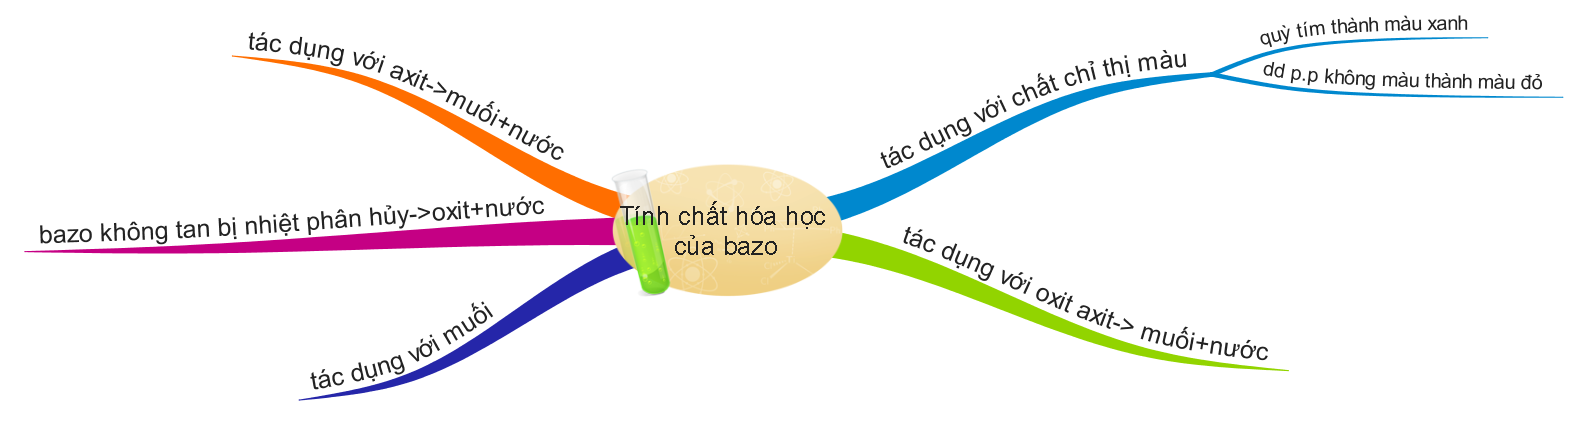 Tính chất hóa học
của bazo
tác dụng với chất chỉ thị màu
quỳ tím thành màu xanh
dd p.p không màu thành màu đỏ
tác dụng với oxit axit-> muối+nước
tác dụng với axit->muối+nước
bazo không tan bị nhiệt phân hủy->oxit+nước
tác dụng với muối